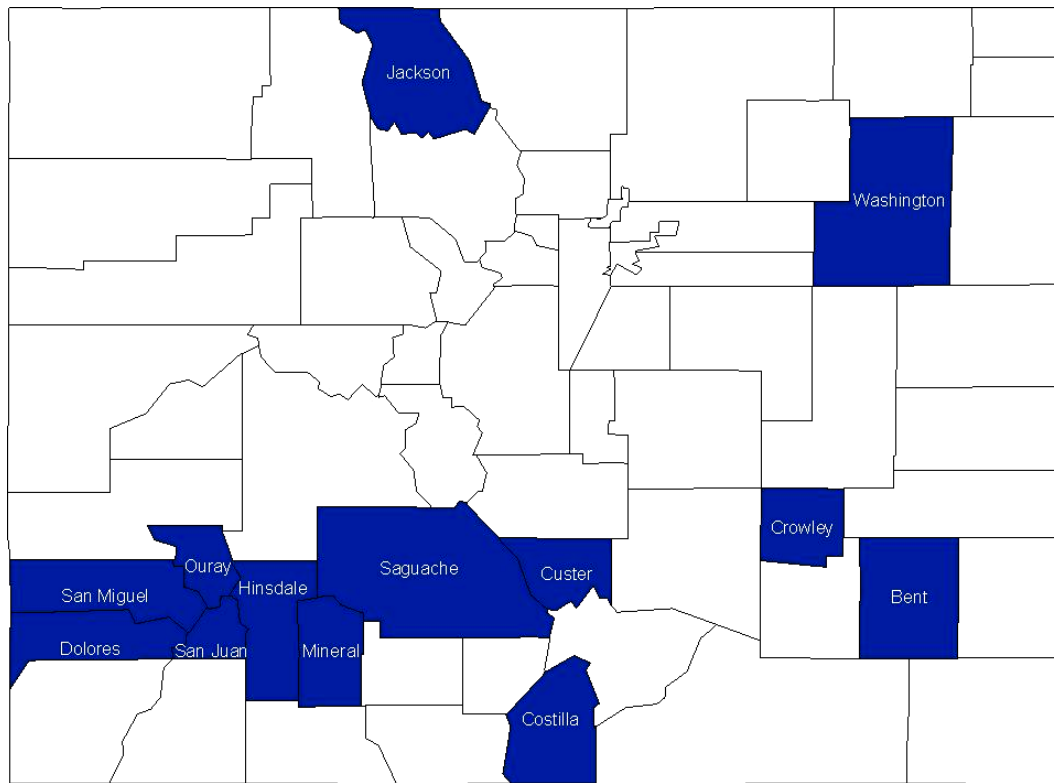 Jackson
Washington
Crowley
Ouray
Saguache
Custer
Hinsdale
San Miguel
Bent
Dolores
San Juan
Mineral
Costilla